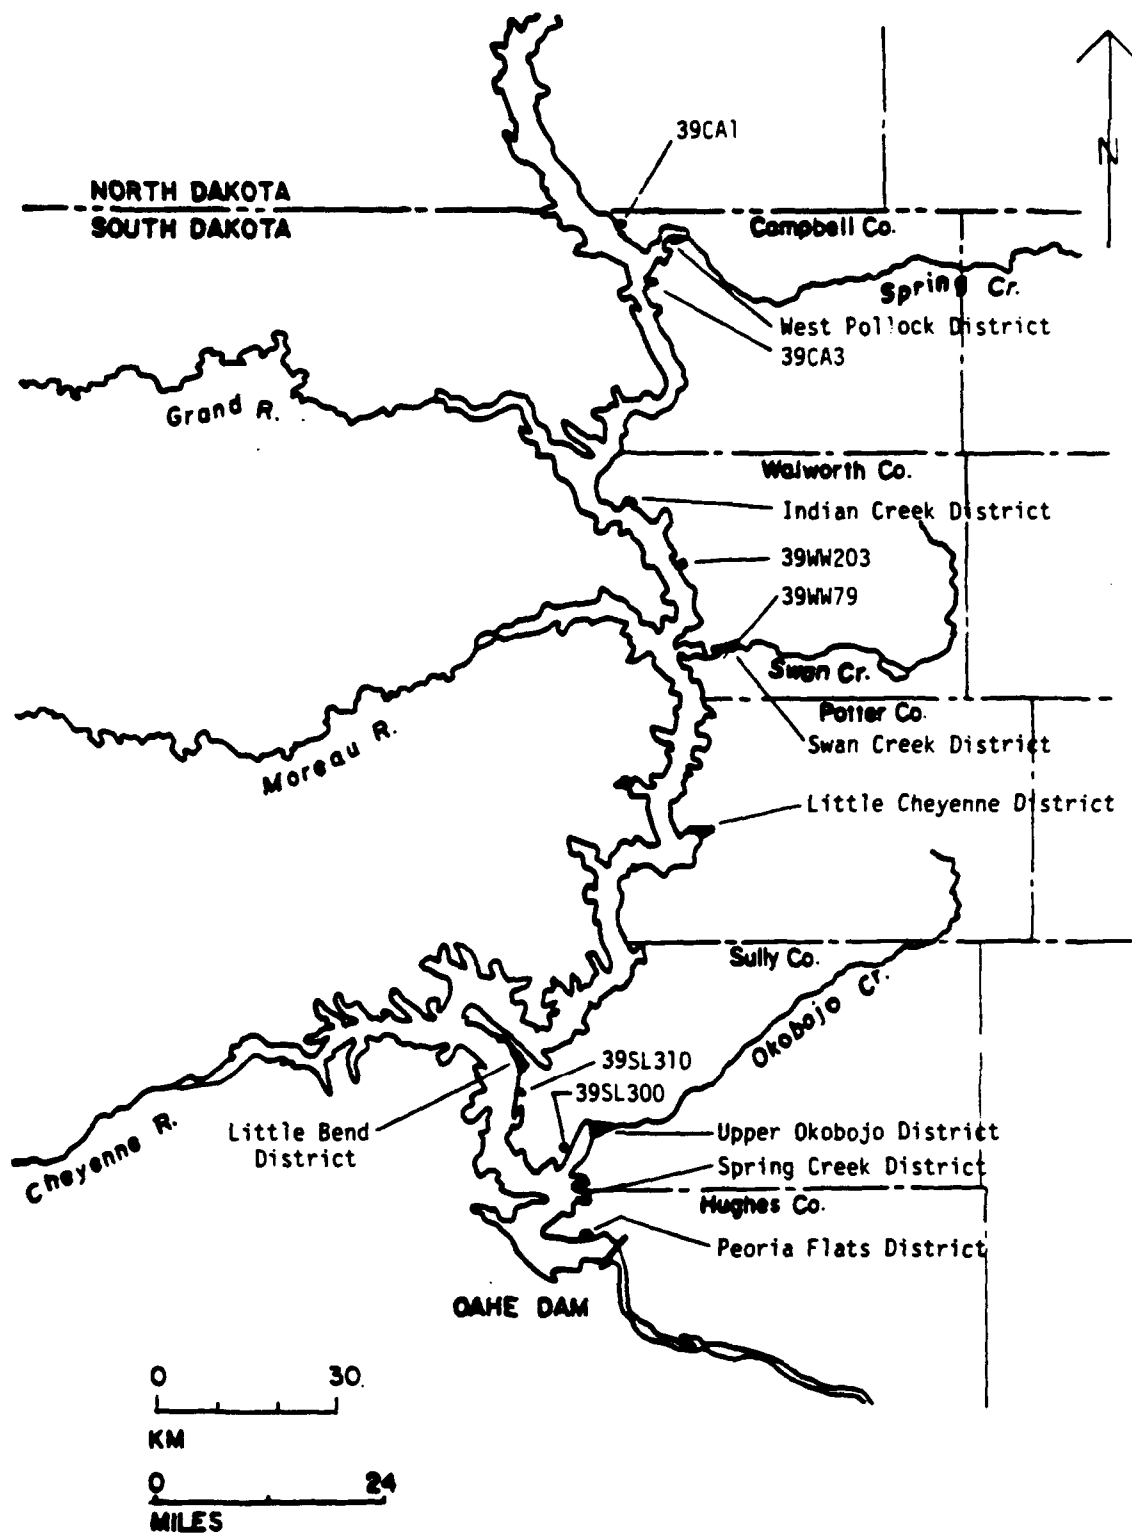 39CA1
N
NORTH DAKOTA
SOUTH DAKOTA
Campbell Co.
Spring Cr.
West Pollock District
39CA3
Grand R.
Walworth Co.
Indian Creek District
39WW203
39WW79
Swan Cr.
Potter Co.
Moreau R.
Swan Creek District
Little Cheyenne District
Sully Co.
Okobojo Cr.
39SL310
39SL300
Little Bend
District
Cheyenne R.
Upper Okobojo District
Spring Creek District
Hughes Co.
Peoria Flats District
OAHE DAM
0 30
KM
0 24
MILES